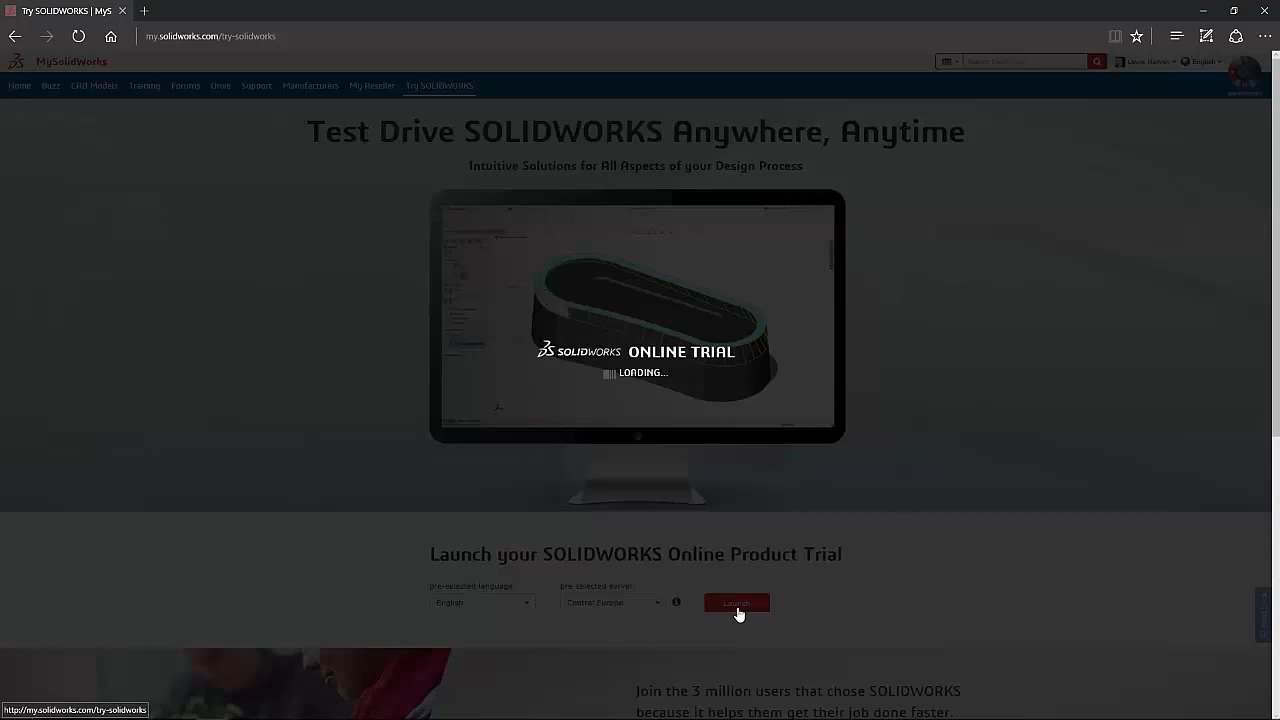 Try SOLIDWORKS | MyS
my.solidworks.com/try-solidworks
MySolidWorks
English
Home Buzz CAD Models Training Forums Drive Support Manufacturers My Reseller Try SOLIDWORKS
Test Drive SOLIDWORKS Anywhere, Anytime
Intuitive Solutions for All Aspects of your Design Process
SOLIDWORKS ONLINE TRIAL
LOADING...
Launch your SOLIDWORKS Online Product Trial
pre-selected language: pre-selected server:
English Central Europe Launch
Join the 3 million users that chose SOLIDWORKS
because it helps them get their job done faster.
http://my.solidworks.com/try-solidworks